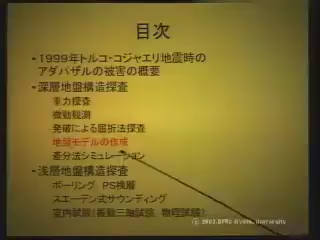 目次
・1999年トルコ・コジャエリ地震時の
アダパザルの被害の概要
・深層地盤構造探査
重力探査
微動観測
発破による屈折法探査
地盤モデルの作成
差分法シミュレーション
・浅層地盤構造探査
ボーリング PS検層
スエーデン式サウンディング
室内試験（振動三軸試験、物理試験）
© 2003, DPRI, Kyoto University